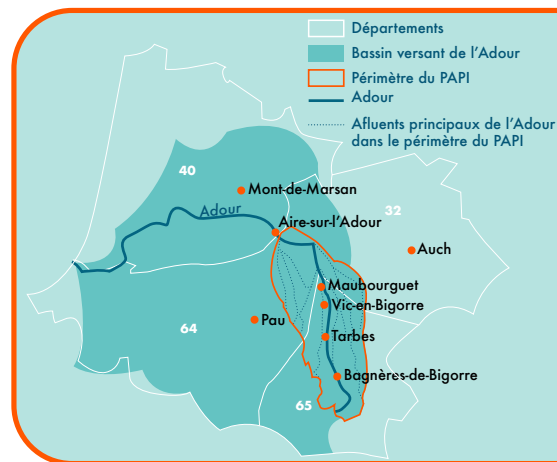 Départements
Bassin versant de l'Adour
Périmètre du PAPI
Adour
Afluents principaux de l'Adour
dans le périmètre du PAPI
40
Mont-de-Marsan
Adour
32
Aire-sur-l'Adour
Auch
Maubourguet
Vic-en-Bigorre
64
Pau
Tarbes
Bagnères-de-Bigorre
65